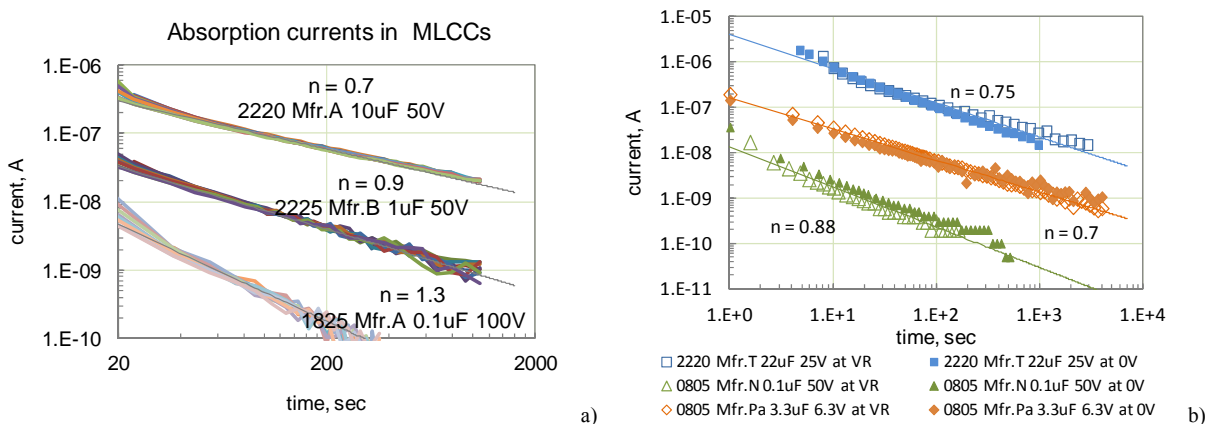 Absorption currents in MLCCs
1.E-06
1.E-07
1.E-08
1.E-09
1.E-10
current, A
n = 0.7
2220 Mfr.A 10uF 50V
n = 0.9
2225 Mfr.B 1uF 50V
n = 1.3
1825 Mfr.A 0.1uF 100V
20
200
2000
time, sec
a)
1.E-05
1.E-06
1.E-07
1.E-08
1.E-09
1.E-10
1.E-11
current, A
n = 0.75
n = 0.88
n = 0.7
1.E+0
1.E+1
1.E+2
1.E+3
1.E+4
time, sec
2220 Mfr.T 22uF 25V at VR
2220 Mfr.T 22uF 25V at 0V
0805 Mfr.N 0.1uF 50V at VR
0805 Mfr.N 0.1uF 50V at 0V
0805 Mfr.Pa 3.3uF 6.3V at VR
0805 Mfr.Pa 3.3uF 6.3V at 0V
b)